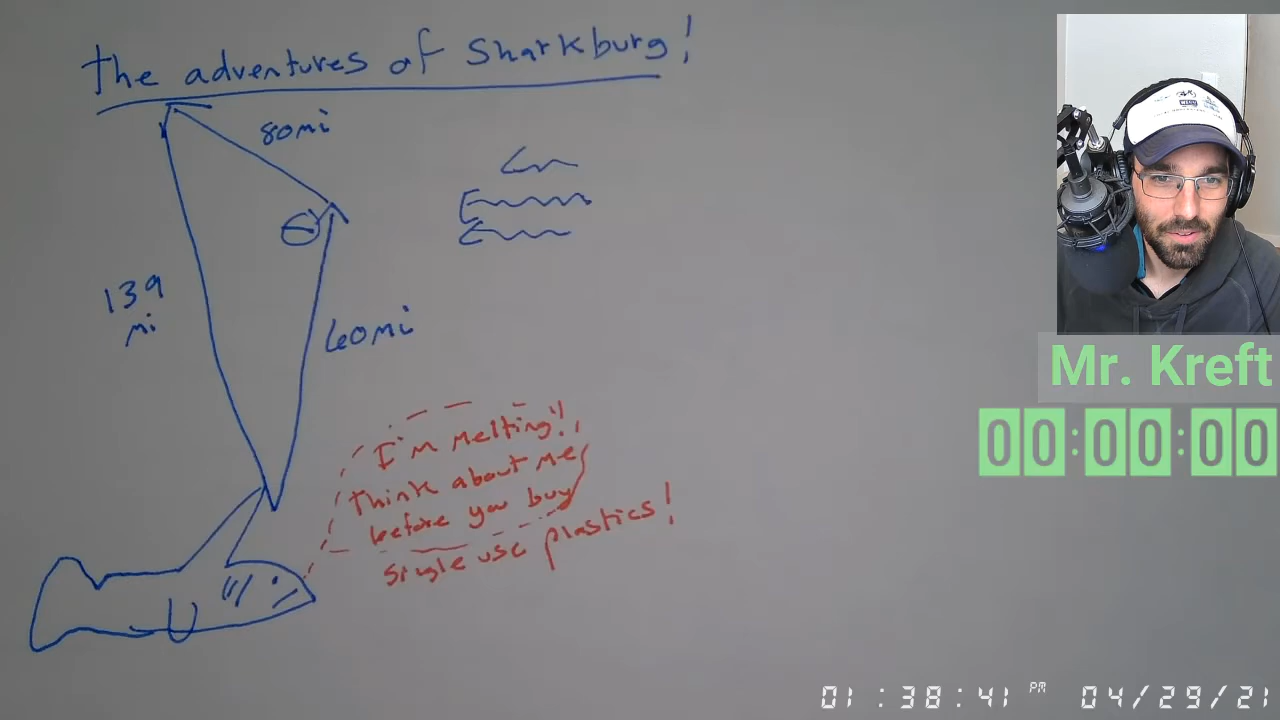 the adventures of Sharkburg!
80mi
θ
139
mi
60mi
I'm melting!!
think about me
before you buy
single use plastics!
Mr. Kreft
00:00:00
01:38:41 PM 04/29/21